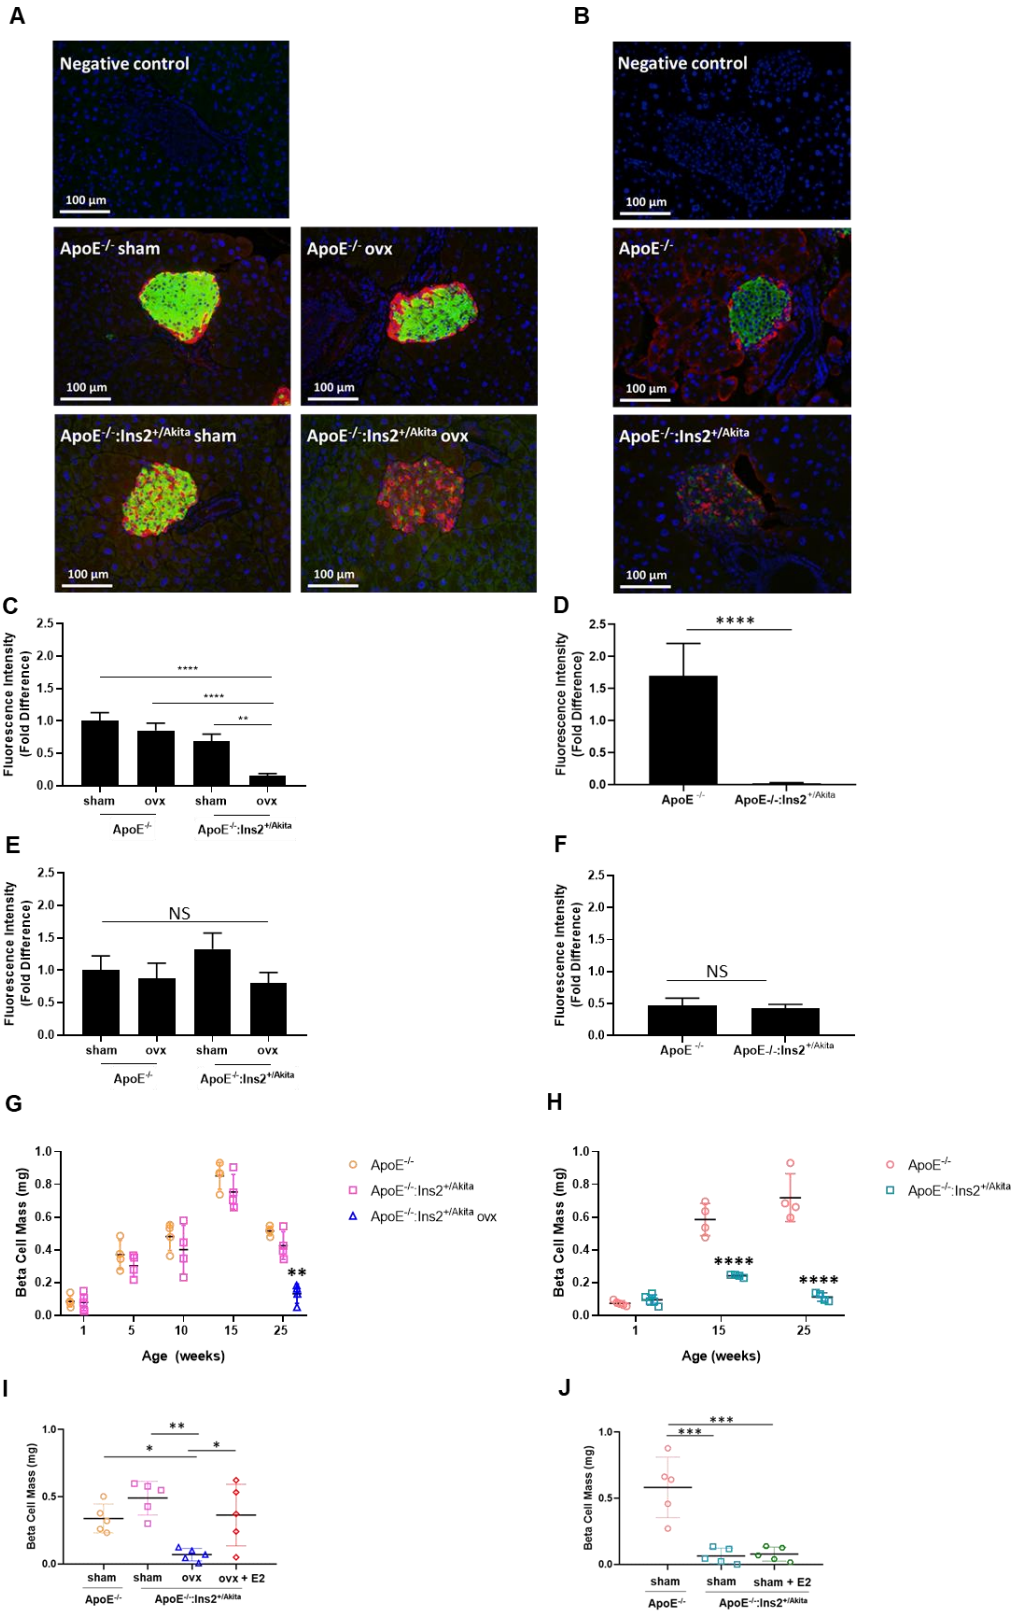 A
B
Negative control
100 µm
Negative control
100 µm
ApoE-/- sham
100 µm
ApoE-/- ovx
100 µm
ApoE-/-
100 µm
ApoE-/-:Ins2+/Akita sham
100 µm
ApoE-/-:Ins2+/Akita ovx
100 µm
ApoE-/-:Ins2+/Akita
100 µm
C
Fluorescence Intensity
(Fold Difference)
2.5
2.0
1.5
1.0
0.5
0.0
****
****
**
sham ovx sham ovx
ApoE-/- ApoE-/-:Ins2+/Akita
D
Fluorescence Intensity
(Fold Difference)
2.5
2.0
1.5
1.0
0.5
0.0
****
ApoE -/- ApoE-/-:Ins2+/Akita
E
Fluorescence Intensity
(Fold Difference)
2.5
2.0
1.5
1.0
0.5
0.0
NS
sham ovx sham ovx
ApoE-/- ApoE-/-:Ins2+/Akita
F
Fluorescence Intensity
(Fold Difference)
2.5
2.0
1.5
1.0
0.5
0.0
NS
ApoE -/- ApoE-/-:Ins2+/Akita
G
Beta Cell Mass (mg)
1.0
0.8
0.6
0.4
0.2
0.0
**
1 5 10 15 25
Age (weeks)
ApoE-/-
ApoE-/-:Ins2+/Akita
ApoE-/-:Ins2+/Akita ovx
H
Beta Cell Mass (mg)
1.0
0.8
0.6
0.4
0.2
0.0
****
****
1 15 25
Age (weeks)
ApoE-/-
ApoE-/-:Ins2+/Akita
I
Beta Cell Mass (mg)
1.0
0.5
0.0
**
*
*
sham sham ovx ovx + E2
ApoE-/- ApoE-/-:Ins2+/Akita
J
Beta Cell Mass (mg)
1.0
0.5
0.0
***
***
sham sham sham + E2
ApoE-/- ApoE-/-:Ins2+/Akita